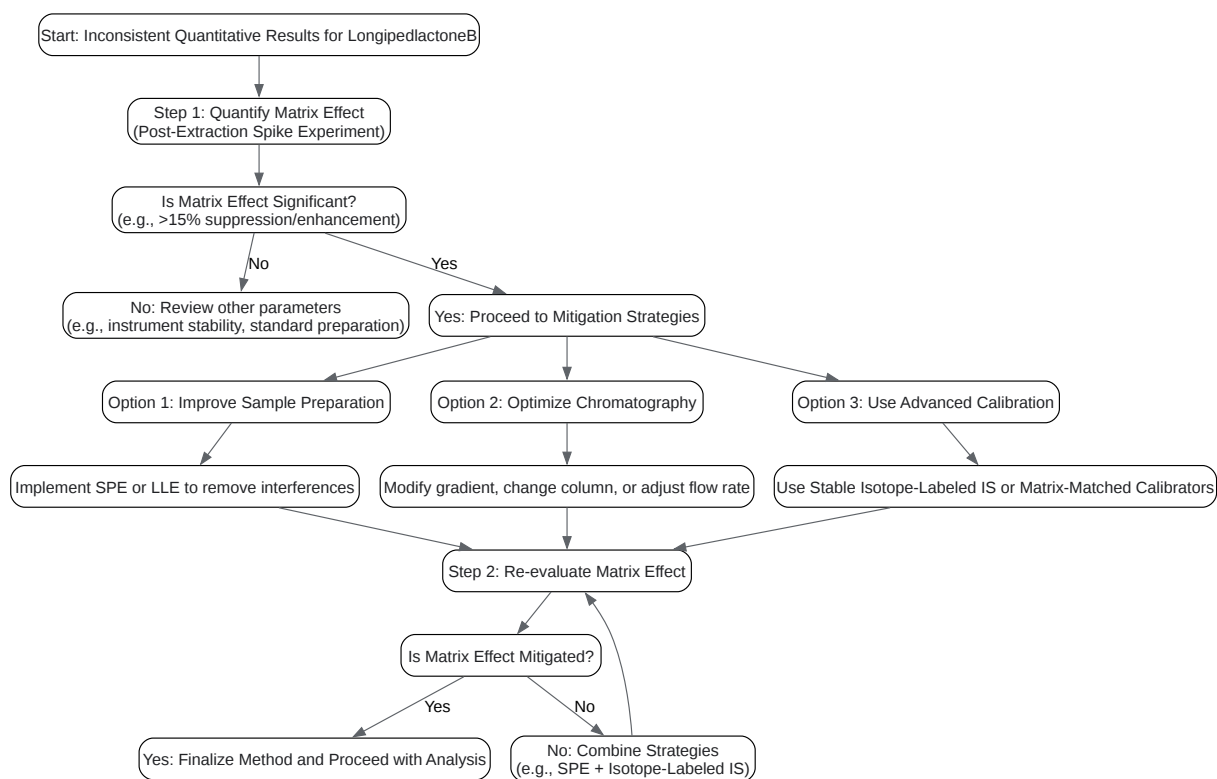 Start: Inconsistent Quantitative Results for LongipedlactoneB
Step 1: Quantify Matrix Effect
(Post-Extraction Spike Experiment)
Is Matrix Effect Significant?
(e.g., >15% suppression/enhancement)
No
Yes
No: Review other parameters
(e.g., instrument stability, standard preparation)
Yes: Proceed to Mitigation Strategies
Option 1: Improve Sample Preparation
Option 2: Optimize Chromatography
Option 3: Use Advanced Calibration
Implement SPE or LLE to remove interferences
Modify gradient, change column, or adjust flow rate
Use Stable Isotope-Labeled IS or Matrix-Matched Calibrators
Step 2: Re-evaluate Matrix Effect
Is Matrix Effect Mitigated?
Yes
No
Yes: Finalize Method and Proceed with Analysis
No: Combine Strategies
(e.g., SPE + Isotope-Labeled IS)